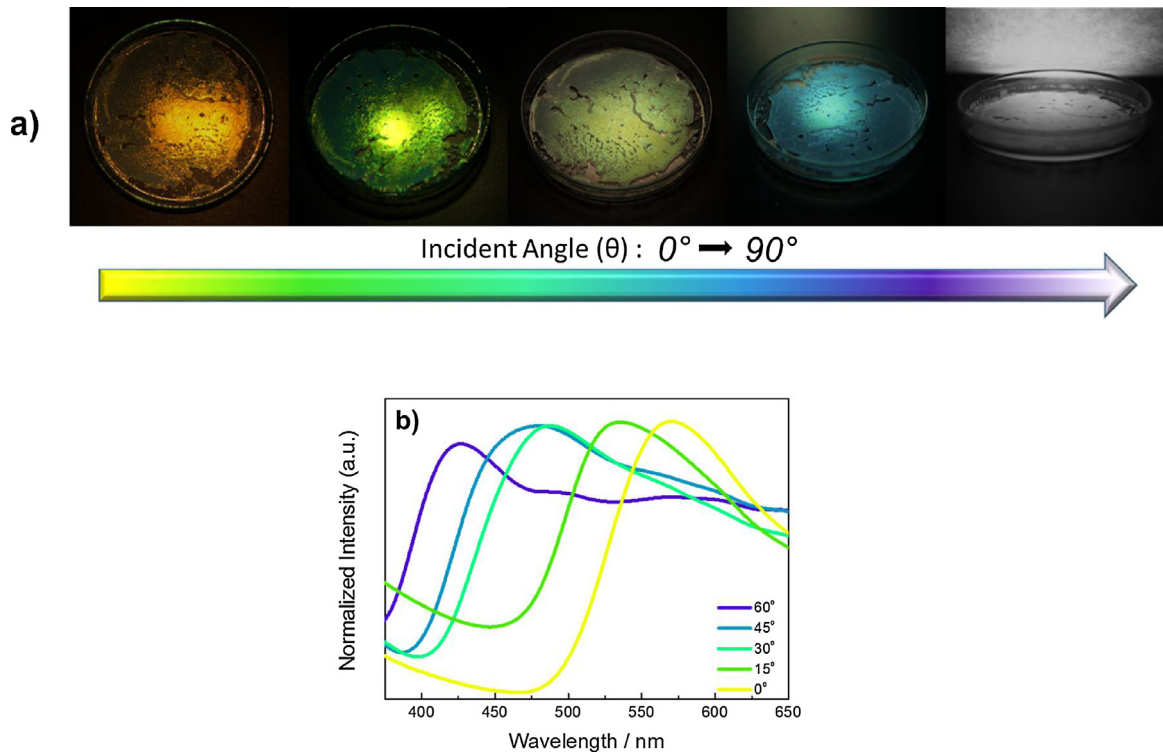 a)
Incident Angle (θ) : 0° ➞ 90°
b)
Normalized Intensity (a.u.)
60°
45°
30°
15°
0°
400 450 500 550 600 650
Wavelength / nm